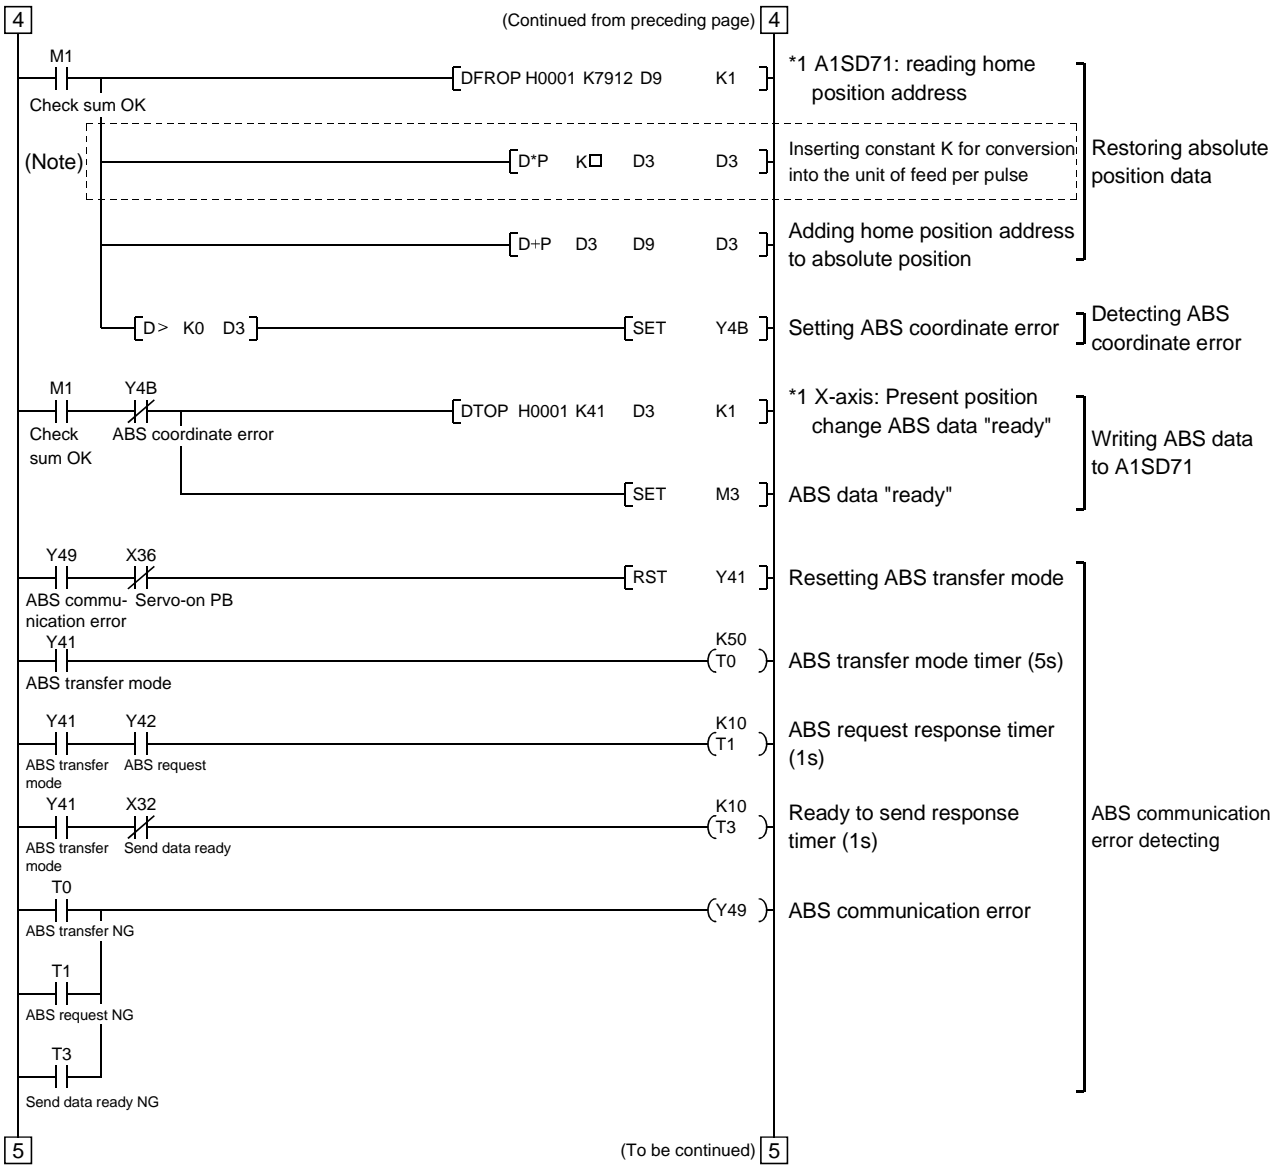 4 (Continued from preceding page) 4
M1
DFROP H0001 K7912 D9 K1
*1 A1SD71: reading home
position address
Check sum OK
(Note)
D*P K□ D3 D3
Inserting constant K for conversion
into the unit of feed per pulse
Restoring absolute
position data
D+P D3 D9 D3
Adding home position address
to absolute position
D> K0 D3
SET Y4B
Setting ABS coordinate error
Detecting ABS
coordinate error
M1 Y4B
DTOP H0001 K41 D3 K1
*1 X-axis: Present position
change ABS data "ready"
Check
sum OK
ABS coordinate error
Writing ABS data
to A1SD71
SET M3
ABS data "ready"
Y49 X36
RST Y41
Resetting ABS transfer mode
ABS commu-
nication error
Servo-on PB
Y41
K50
T0
ABS transfer mode timer (5s)
ABS transfer mode
Y41 Y42
K10
T1
ABS request response timer
(1s)
ABS transfer
mode
ABS request
Y41 X32
K10
T3
Ready to send response
timer (1s)
ABS transfer
mode
Send data ready
ABS communication
error detecting
T0
Y49
ABS communication error
ABS transfer NG
T1
ABS request NG
T3
Send data ready NG
5 (To be continued) 5